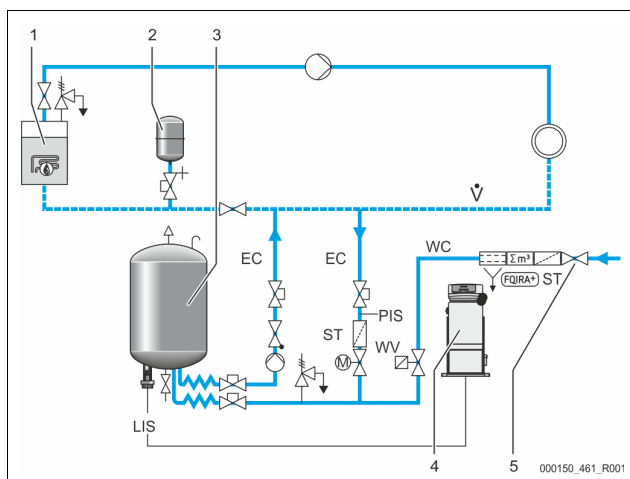 1
2
3
V̇
EC
EC
WC
Σm³
FQIRA+
ST
PIS
ST
WV
M
LIS
4
5
000150_461_R001